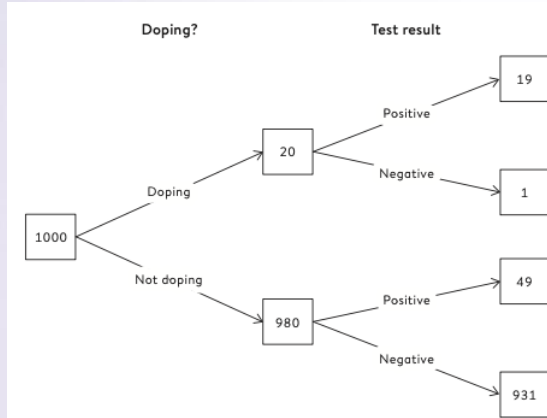 Doping? Test result
19
Positive
20
Negative
Doping
1
1000
Not doping
49
Positive
980
Negative
931